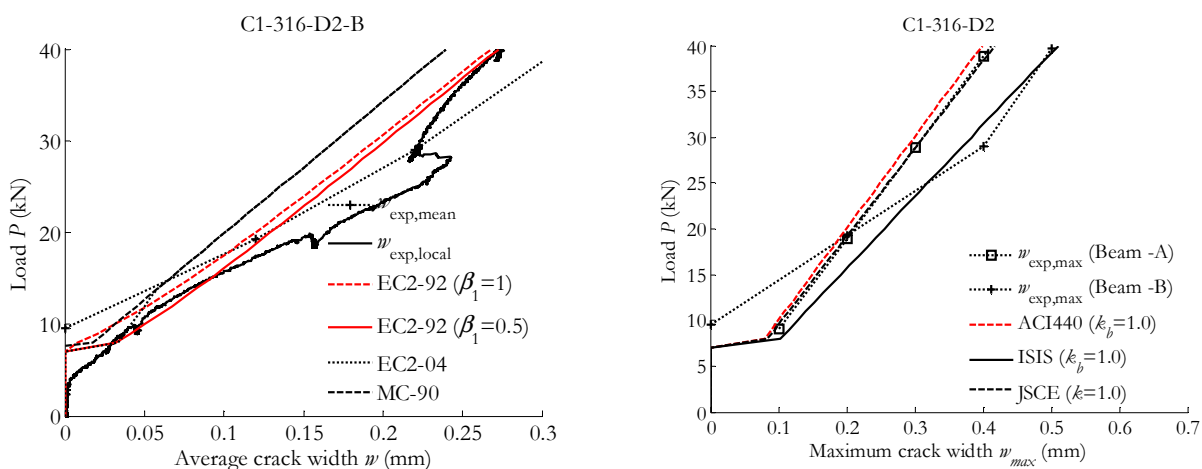 C1-316-D2-B
40
30
20
10
0
0
0.05
0.1
0.15
0.2
0.25
0.3
Load P (kN)
Average crack width w (mm)
w_exp,mean
w_exp,local
EC2-92 (β_1=1)
EC2-92 (β_1=0.5)
EC2-04
MC-90
C1-316-D2
40
35
30
25
20
15
10
5
0
0
0.1
0.2
0.3
0.4
0.5
0.6
0.7
Load P (kN)
Maximum crack width w_max (mm)
w_exp,max (Beam -A)
w_exp,max (Beam -B)
ACI440 (k_b=1.0)
ISIS (k_b=1.0)
JSCE (k=1.0)